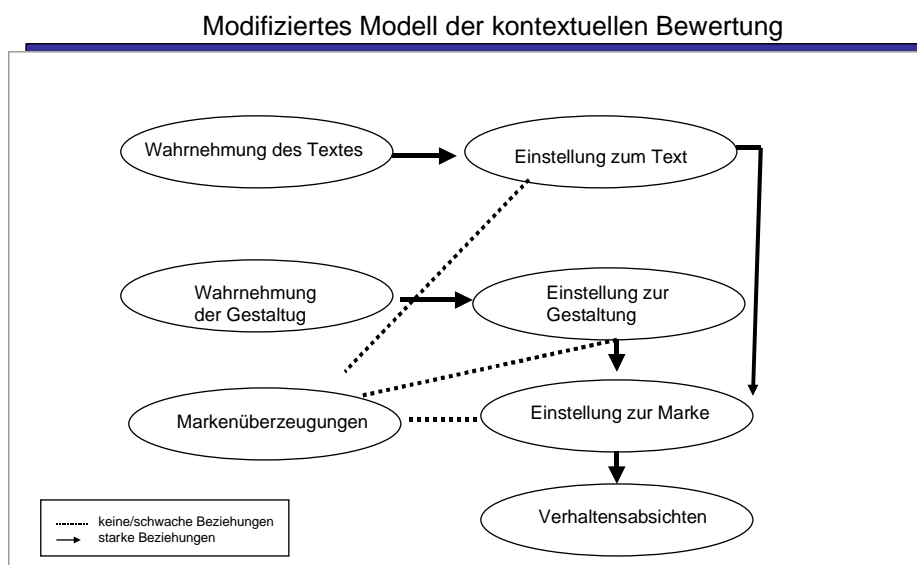 Modifiziertes Modell der kontextuellen Bewertung
Wahrnehmung des Textes
Einstellung zum Text
Wahrnehmung
der Gestaltug
Einstellung zur
Gestaltung
Markenüberzeugungen
Einstellung zur Marke
Verhaltensabsichten
keine/schwache Beziehungen
starke Beziehungen